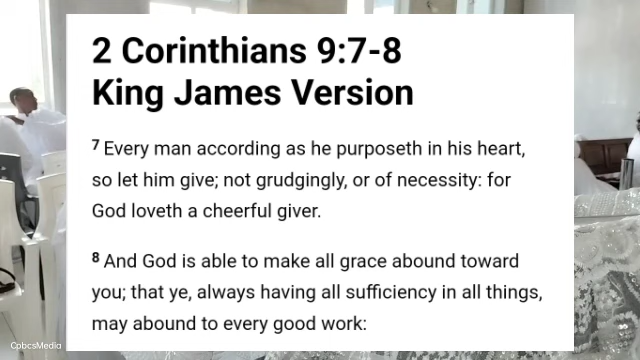 2 Corinthians 9:7-8
King James Version
7 Every man according as he purposeth in his heart,
so let him give; not grudgingly, or of necessity: for
God loveth a cheerful giver.
8 And God is able to make all grace abound toward
you; that ye, always having all sufficiency in all things,
may abound to every good work:
CpbcsMedia